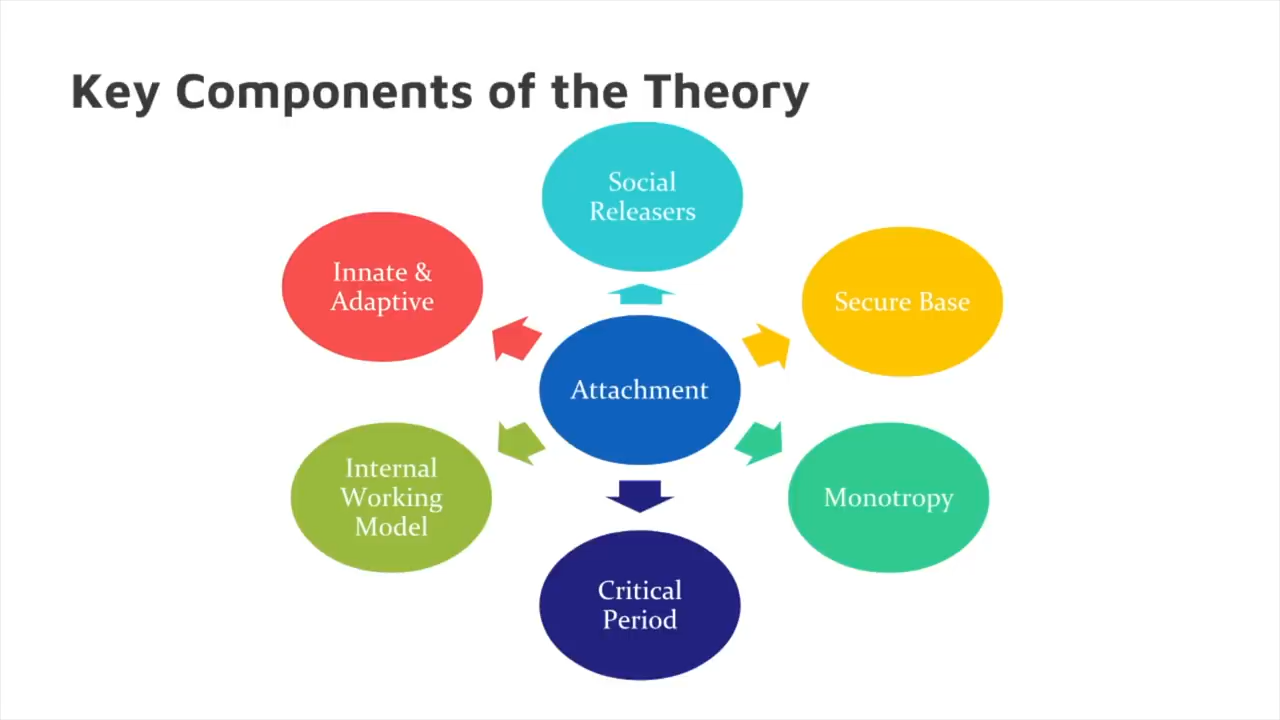 Key Components of the Theory
Social
Releasers
Innate &
Adaptive
Secure Base
Attachment
Internal
Working
Model
Monotropy
Critical
Period